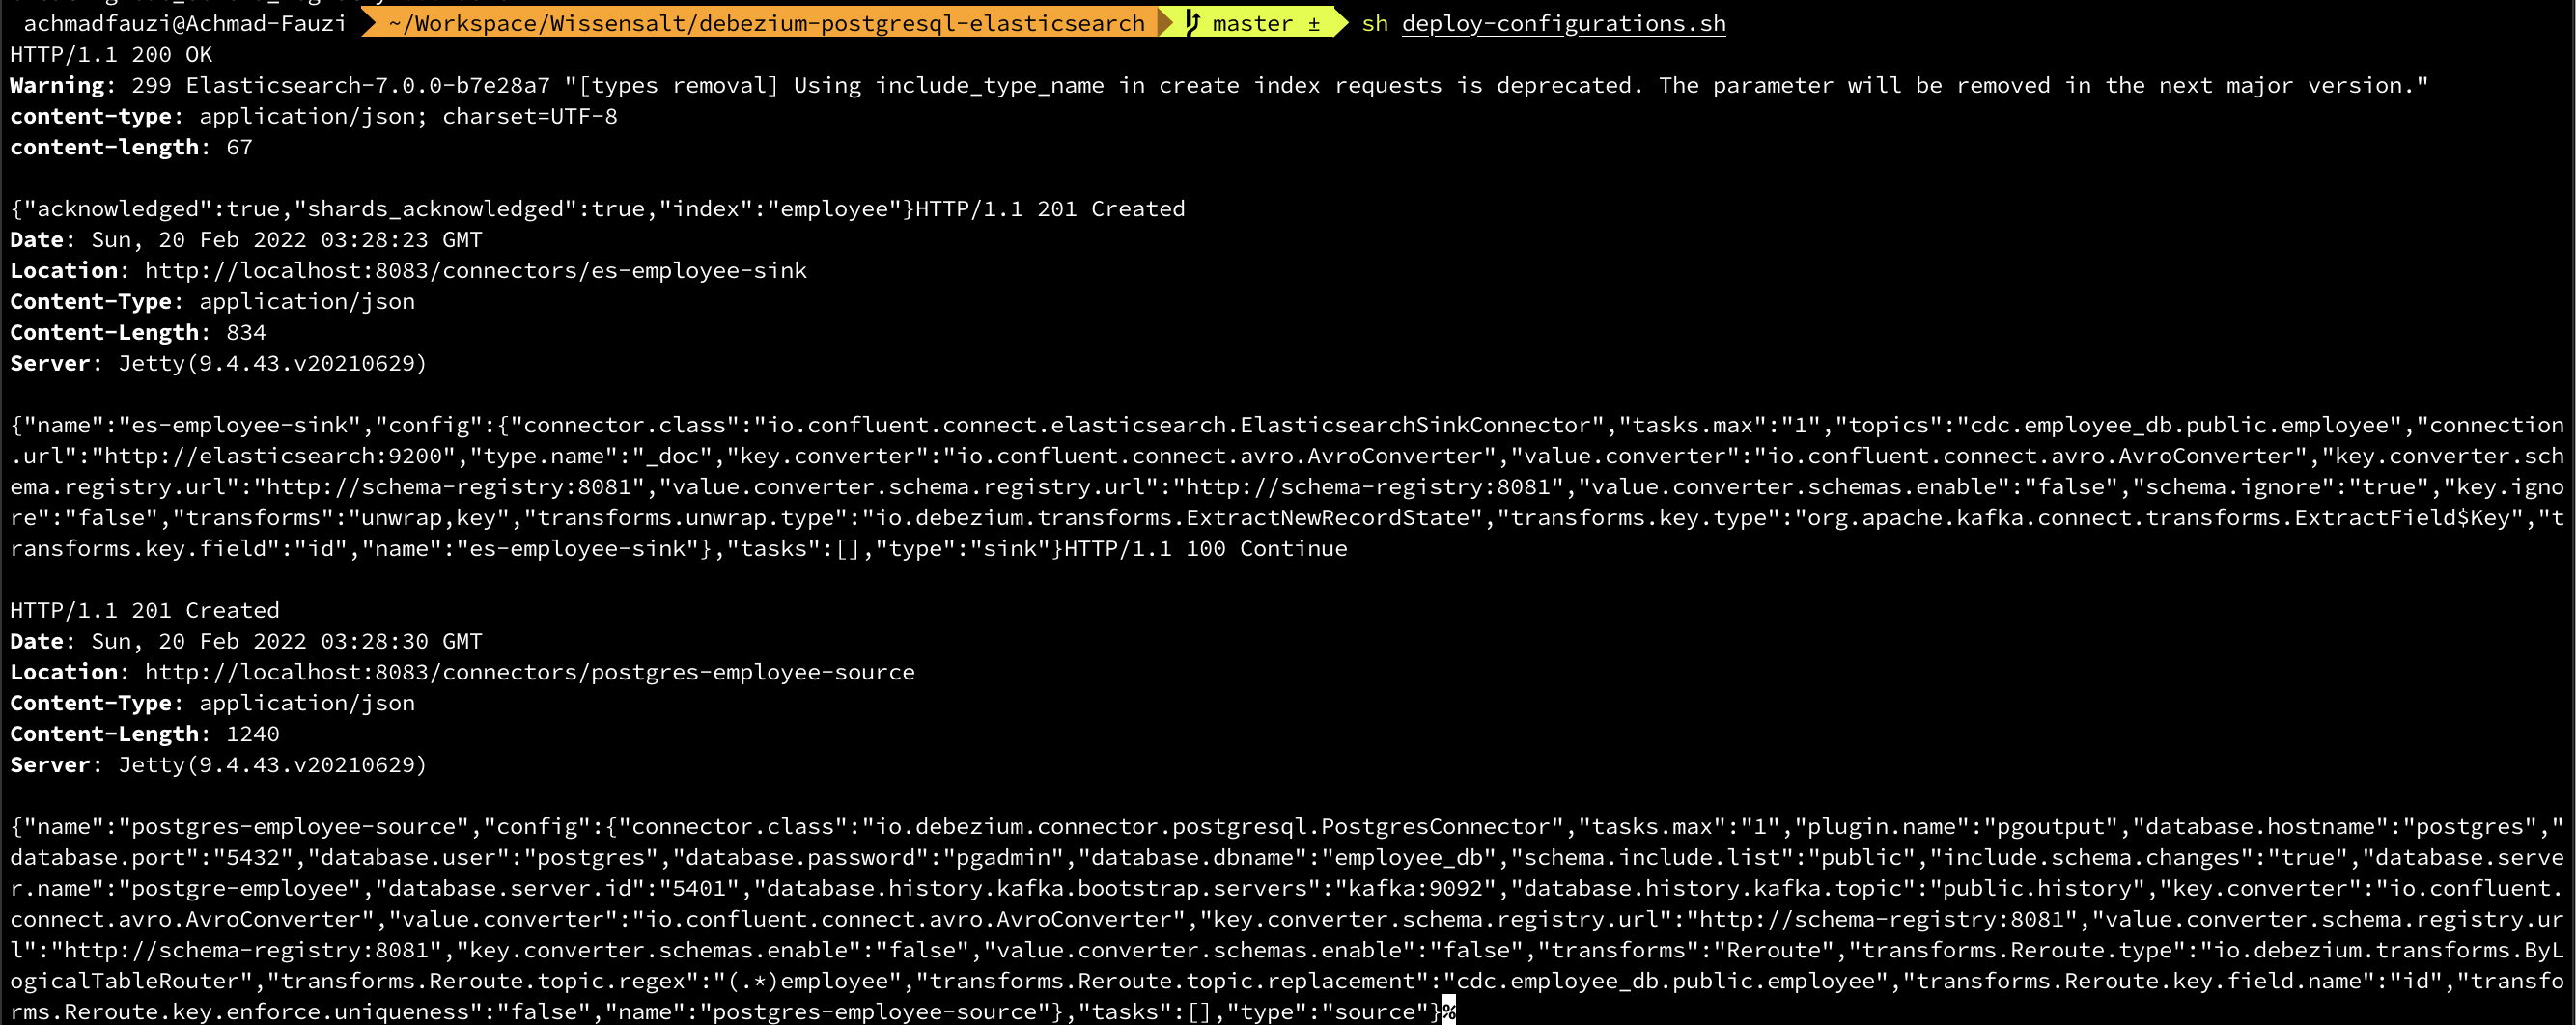 achmadfauzi@Achmad-Fauzi ~/Workspace/Wissensalt/debezium-postgresql-elasticsearch master ± sh deploy-configurations.sh
HTTP/1.1 200 OK
Warning: 299 Elasticsearch-7.0.0-b7e28a7 "[types removal] Using include_type_name in create index requests is deprecated. The parameter will be removed in the next major version."
content-type: application/json; charset=UTF-8
content-length: 67
{"acknowledged":true,"shards_acknowledged":true,"index":"employee"}HTTP/1.1 201 Created
Date: Sun, 20 Feb 2022 03:28:23 GMT
Location: http://localhost:8083/connectors/es-employee-sink
Content-Type: application/json
Content-Length: 834
Server: Jetty(9.4.43.v20210629)
{"name":"es-employee-sink","config":{"connector.class":"io.confluent.connect.elasticsearch.ElasticsearchSinkConnector","tasks.max":"1","topics":"cdc.employee_db.public.employee","connection
.url":"http://elasticsearch:9200","type.name":"_doc","key.converter":"io.confluent.connect.avro.AvroConverter","value.converter":"io.confluent.connect.avro.AvroConverter","key.converter.sch
ema.registry.url":"http://schema-registry:8081","value.converter.schema.registry.url":"http://schema-registry:8081","value.converter.schemas.enable":"false","schema.ignore":"true","key.igno
re":"false","transforms":"unwrap,key","transforms.unwrap.type":"io.debezium.transforms.ExtractNewRecordState","transforms.key.type":"org.apache.kafka.connect.transforms.ExtractField$Key","t
ransforms.key.field":"id","name":"es-employee-sink"},"tasks":[],"type":"sink"}HTTP/1.1 100 Continue
HTTP/1.1 201 Created
Date: Sun, 20 Feb 2022 03:28:30 GMT
Location: http://localhost:8083/connectors/postgres-employee-source
Content-Type: application/json
Content-Length: 1240
Server: Jetty(9.4.43.v20210629)
{"name":"postgres-employee-source","config":{"connector.class":"io.debezium.connector.postgresql.PostgresConnector","tasks.max":"1","plugin.name":"pgoutput","database.hostname":"postgres","
database.port":"5432","database.user":"postgres","database.password":"pgadmin","database.dbname":"employee_db","schema.include.list":"public","include.schema.changes":"true","database.serve
r.name":"postgre-employee","database.server.id":"5401","database.history.kafka.bootstrap.servers":"kafka:9092","database.history.kafka.topic":"public.history","key.converter":"io.confluent.
connect.avro.AvroConverter","value.converter":"io.confluent.connect.avro.AvroConverter","key.converter.schema.registry.url":"http://schema-registry:8081","value.converter.schema.registry.ur
l":"http://schema-registry:8081","key.converter.schemas.enable":"false","value.converter.schemas.enable":"false","transforms":"Reroute","transforms.Reroute.type":"io.debezium.transforms.ByL
ogicalTableRouter","transforms.Reroute.topic.regex":"(.*)employee","transforms.Reroute.topic.replacement":"cdc.employee_db.public.employee","transforms.Reroute.key.field.name":"id","transfo
rms.Reroute.key.enforce.uniqueness":"false","name":"postgres-employee-source"},"tasks":[],"type":"source"}%